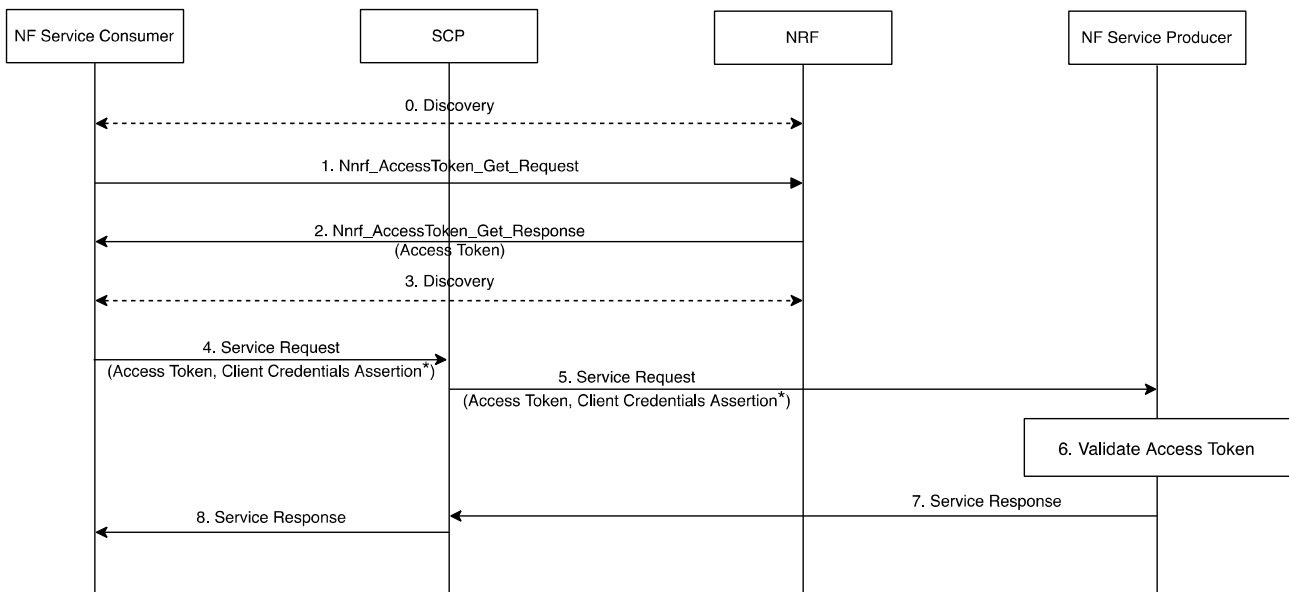 NF Service Consumer
SCP
NRF
NF Service Producer
0. Discovery
1. Nnrf_AccessToken_Get_Request
2. Nnrf_AccessToken_Get_Response
(Access Token)
3. Discovery
4. Service Request
(Access Token, Client Credentials Assertion*)
5. Service Request
(Access Token, Client Credentials Assertion*)
6. Validate Access Token
7. Service Response
8. Service Response